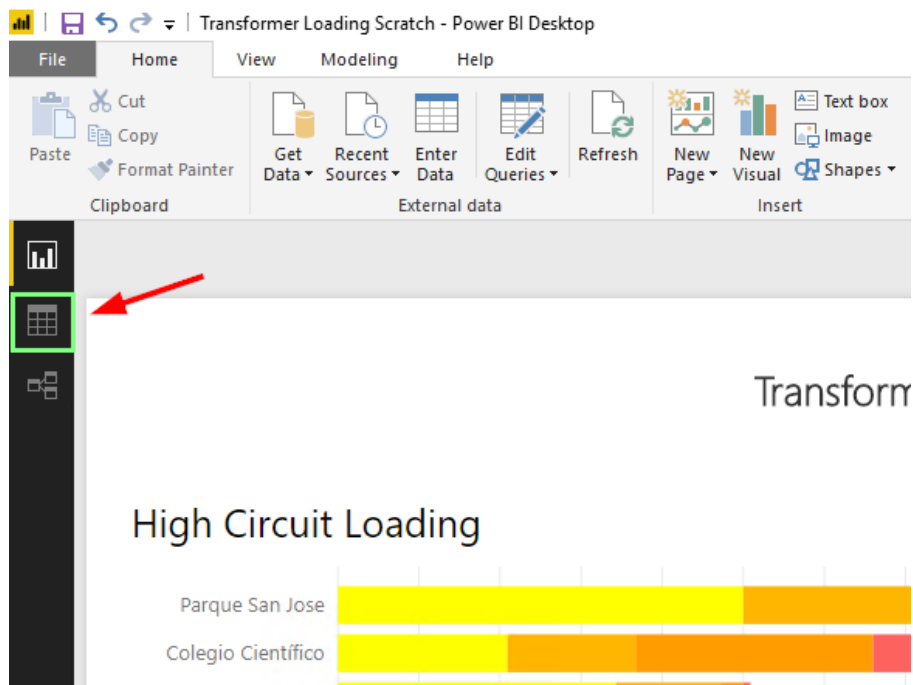 Transformer Loading Scratch - Power BI Desktop
File Home View Modeling Help
Paste
Cut
Copy
Format Painter
Clipboard
Get Data
Recent Sources
Enter Data
Edit Queries
Refresh
External data
New Page
New Visual
Text box
Image
Shapes
Insert
Transform
High Circuit Loading
Parque San Jose
Colegio Científico